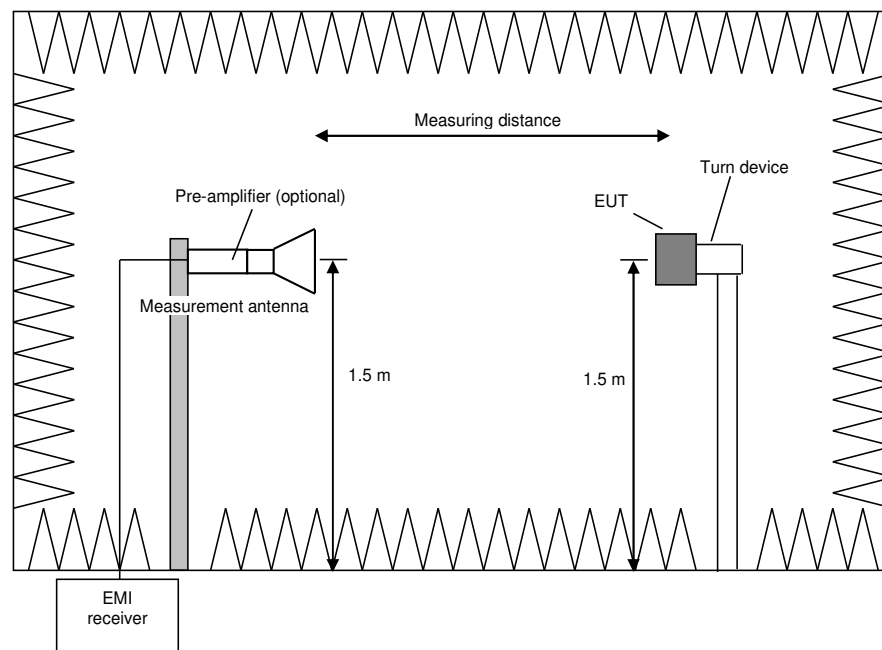 Measuring distance
Turn device
Pre-amplifier (optional)
EUT
Measurement antenna
1.5 m
1.5 m
EMI
receiver